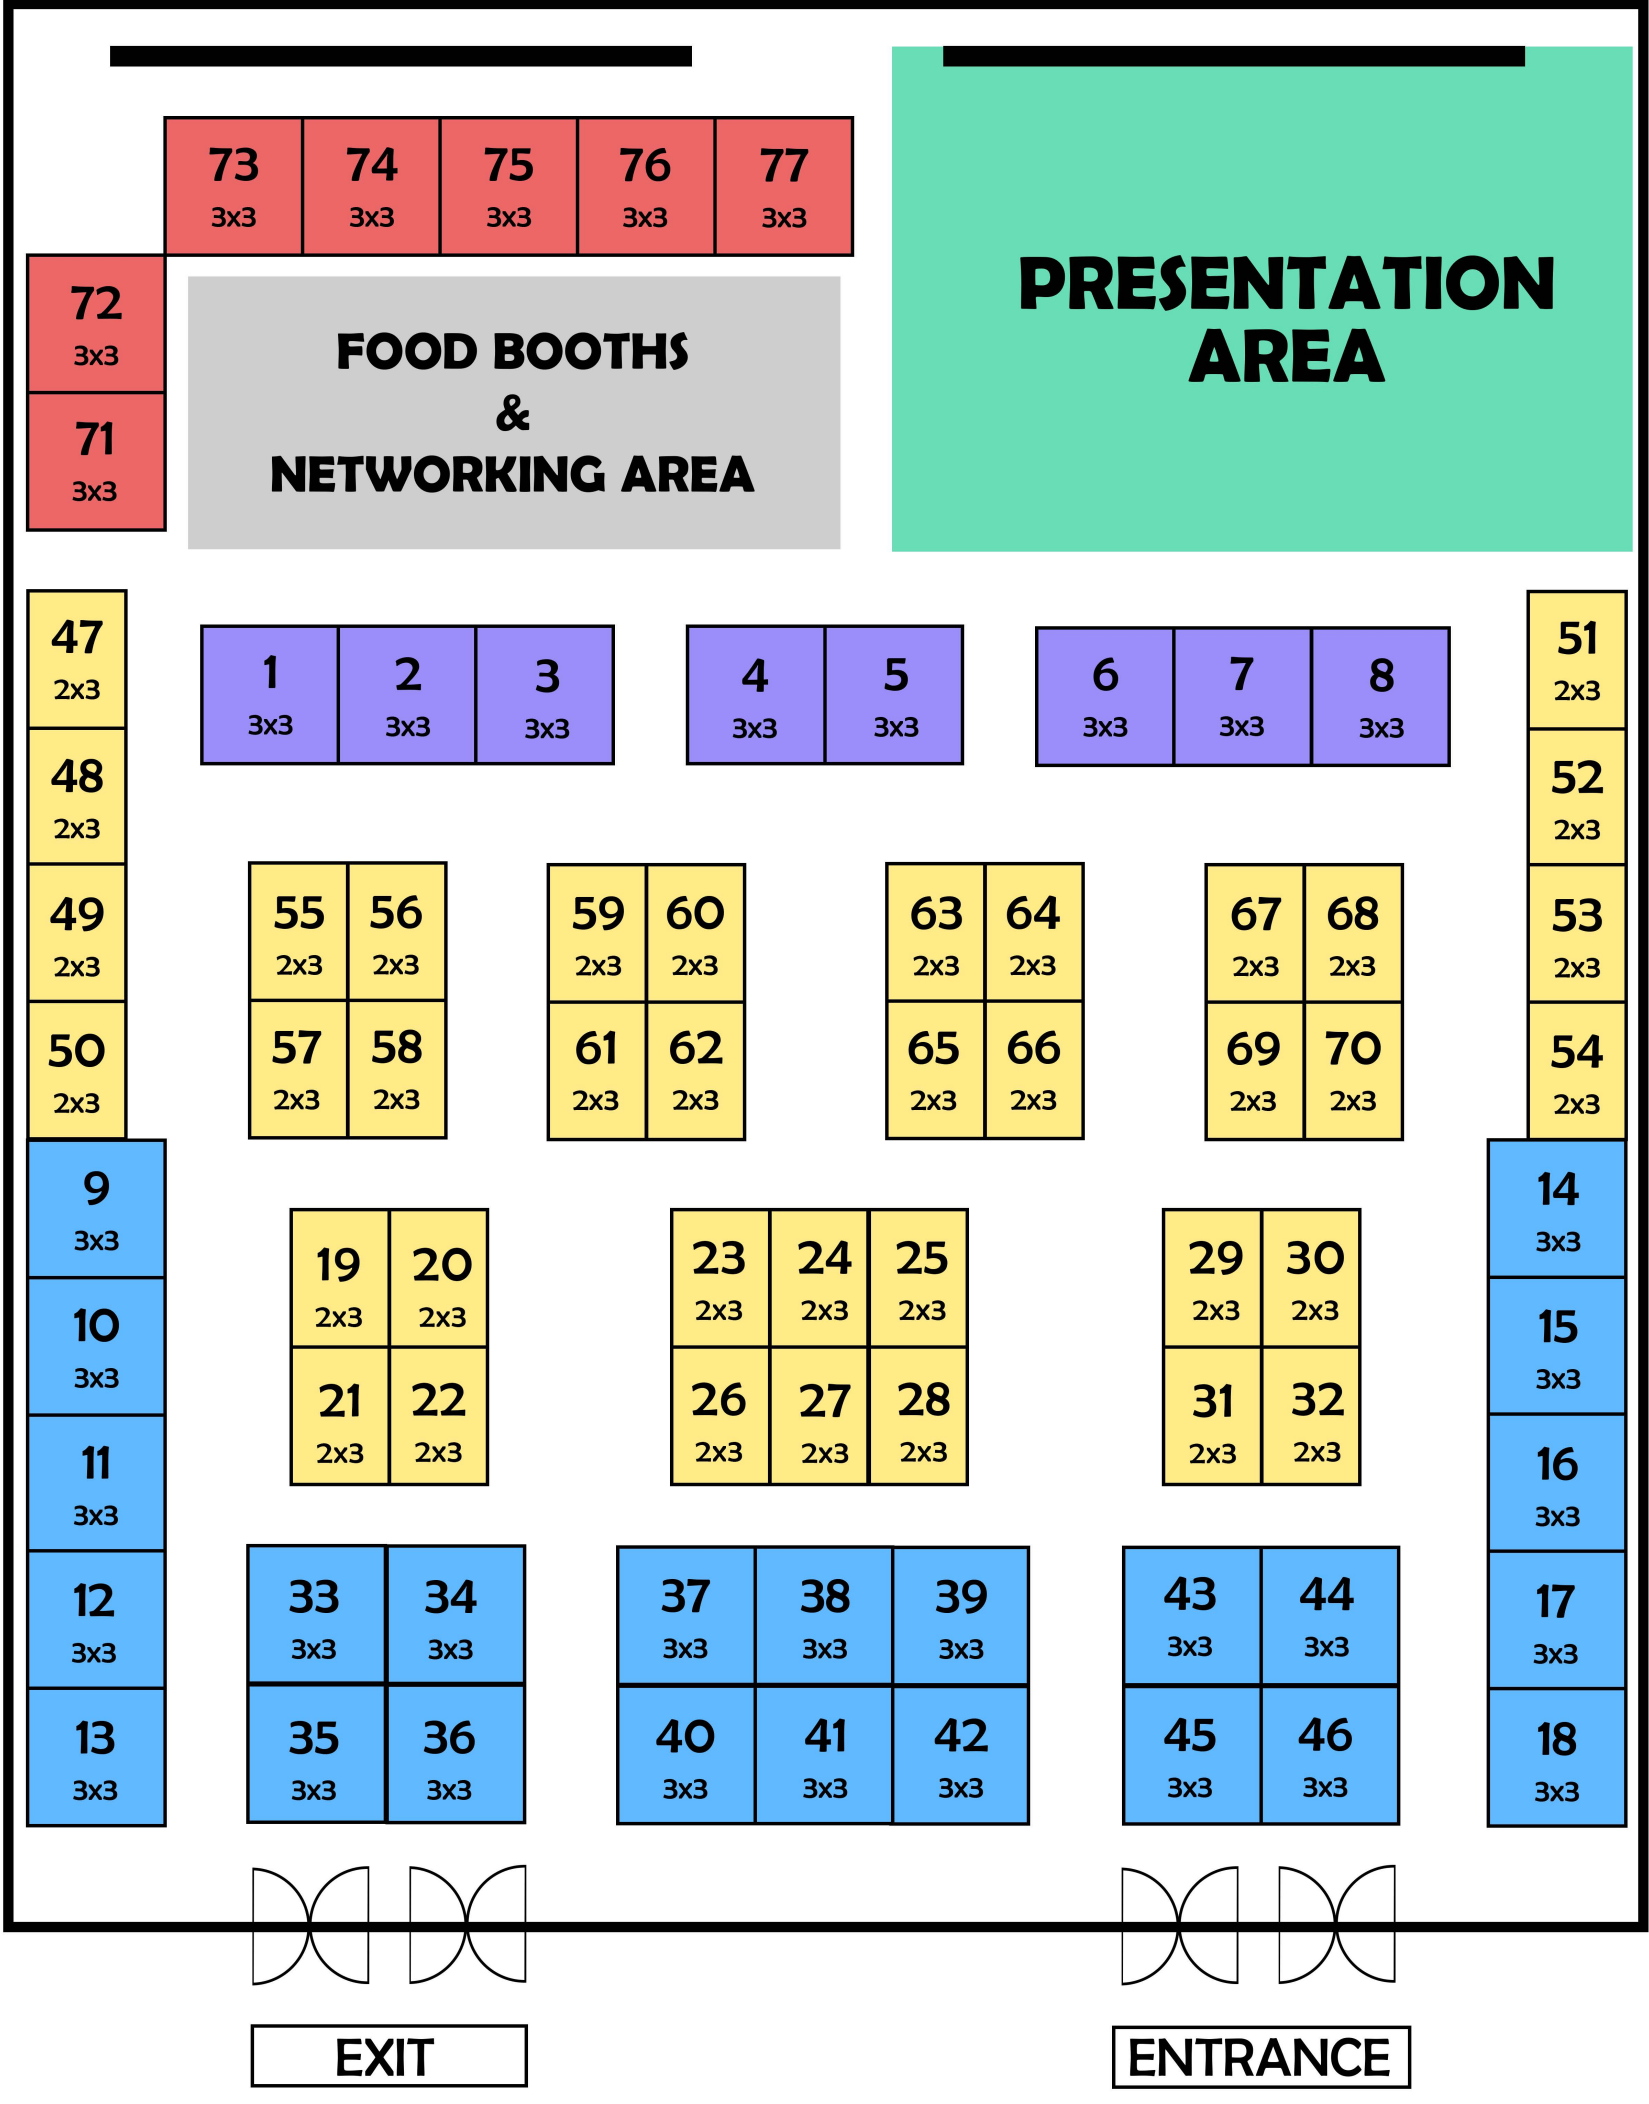 73 74 75 76 77
3x3 3x3 3x3 3x3 3x3
PRESENTATION
AREA
72
3x3
71
3x3
FOOD BOOTHS
&
NETWORKING AREA
47
2x3
48
2x3
49
2x3
50
2x3
1 2 3
3x3 3x3 3x3
4 5
3x3 3x3
6 7 8
3x3 3x3 3x3
51
2x3
52
2x3
53
2x3
54
2x3
55 56
2x3 2x3
57 58
2x3 2x3
59 60
2x3 2x3
61 62
2x3 2x3
63 64
2x3 2x3
65 66
2x3 2x3
67 68
2x3 2x3
69 70
2x3 2x3
9
3x3
10
3x3
11
3x3
12
3x3
13
3x3
19 20
2x3 2x3
21 22
2x3 2x3
23 24 25
2x3 2x3 2x3
26 27 28
2x3 2x3 2x3
29 30
2x3 2x3
31 32
2x3 2x3
14
3x3
15
3x3
16
3x3
17
3x3
18
3x3
33 34
3x3 3x3
35 36
3x3 3x3
37 38 39
3x3 3x3 3x3
40 41 42
3x3 3x3 3x3
43 44
3x3 3x3
45 46
3x3 3x3
EXIT
ENTRANCE